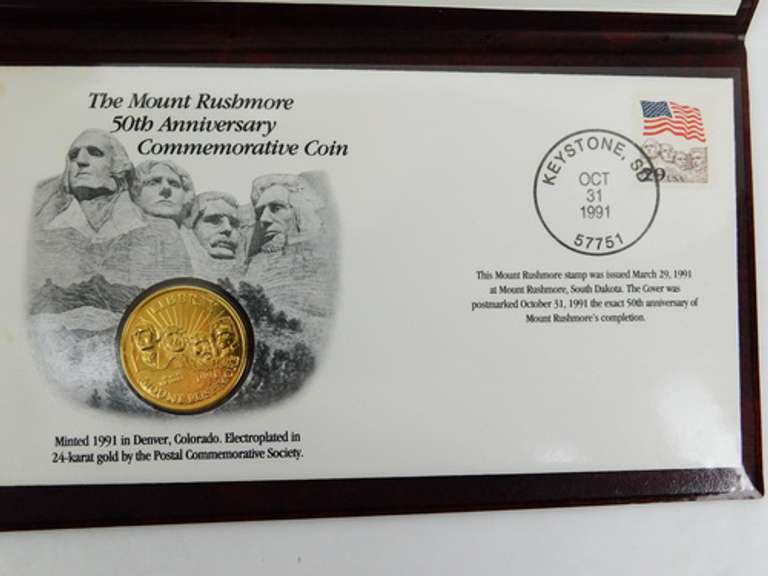 The Mount Rushmore
50th Anniversary
Commemorative Coin
KEYSTONE, SD
OCT
31
1991
57751
29 USA
This Mount Rushmore stamp was issued March 29, 1991
at Mount Rushmore, South Dakota. The Cover was
postmarked October 31, 1991 the exact 50th anniversary of
Mount Rushmore's completion.
LIBERTY
MOUNT RUSHMORE
Minted 1991 in Denver, Colorado. Electroplated in
24-karat gold by the Postal Commemorative Society.